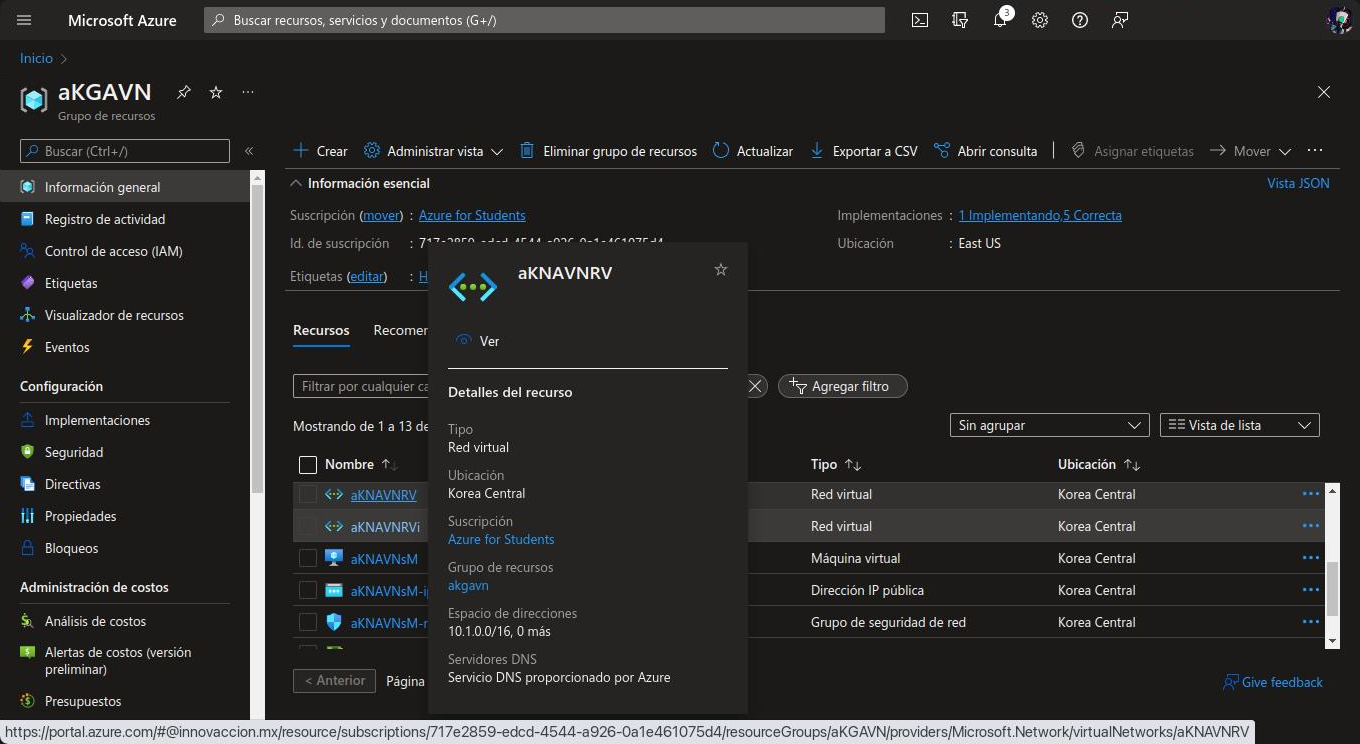 Microsoft Azure
Buscar recursos, servicios y documentos (G+/)
3
Inicio
aKGAVN
Grupo de recursos
Buscar (Ctrl+/)
Crear Administrar vista Eliminar grupo de recursos Actualizar Exportar a CSV Abrir consulta Asignar etiquetas Mover
Información general
Registro de actividad
Control de acceso (IAM)
Etiquetas
Visualizador de recursos
Eventos
Configuración
Implementaciones
Seguridad
Directivas
Propiedades
Bloqueos
Administración de costos
Análisis de costos
Alertas de costos (versión
preliminar)
Presupuestos
Información esencial Vista JSON
Suscripción (mover) : Azure for Students
Id. de suscripción : 717e2859-edcd-4544-a926-0a1e461075d4
Etiquetas (editar) : H
Implementaciones : 1 Implementando,5 Correcta
Ubicación : East US
Recursos Recomen
Filtrar por cualquier ca
Agregar filtro
Mostrando de 1 a 13 de
Sin agrupar Vista de lista
Nombre Tipo Ubicación
aKNAVNRV Red virtual Korea Central
aKNAVNRVi Red virtual Korea Central
aKNAVNsM Máquina virtual Korea Central
aKNAVNsM-ip Dirección IP pública Korea Central
aKNAVNsM-n Grupo de seguridad de red Korea Central
< Anterior Página
Give feedback
aKNAVNRV
Ver
Detalles del recurso
Tipo
Red virtual
Ubicación
Korea Central
Suscripción
Azure for Students
Grupo de recursos
akgavn
Espacio de direcciones
10.1.0.0/16, 0 más
Servidores DNS
Servicio DNS proporcionado por Azure
https://portal.azure.com/#@innovaccion.mx/resource/subscriptions/717e2859-edcd-4544-a926-0a1e461075d4/resourceGroups/aKGAVN/providers/Microsoft.Network/virtualNetworks/aKNAVNRV